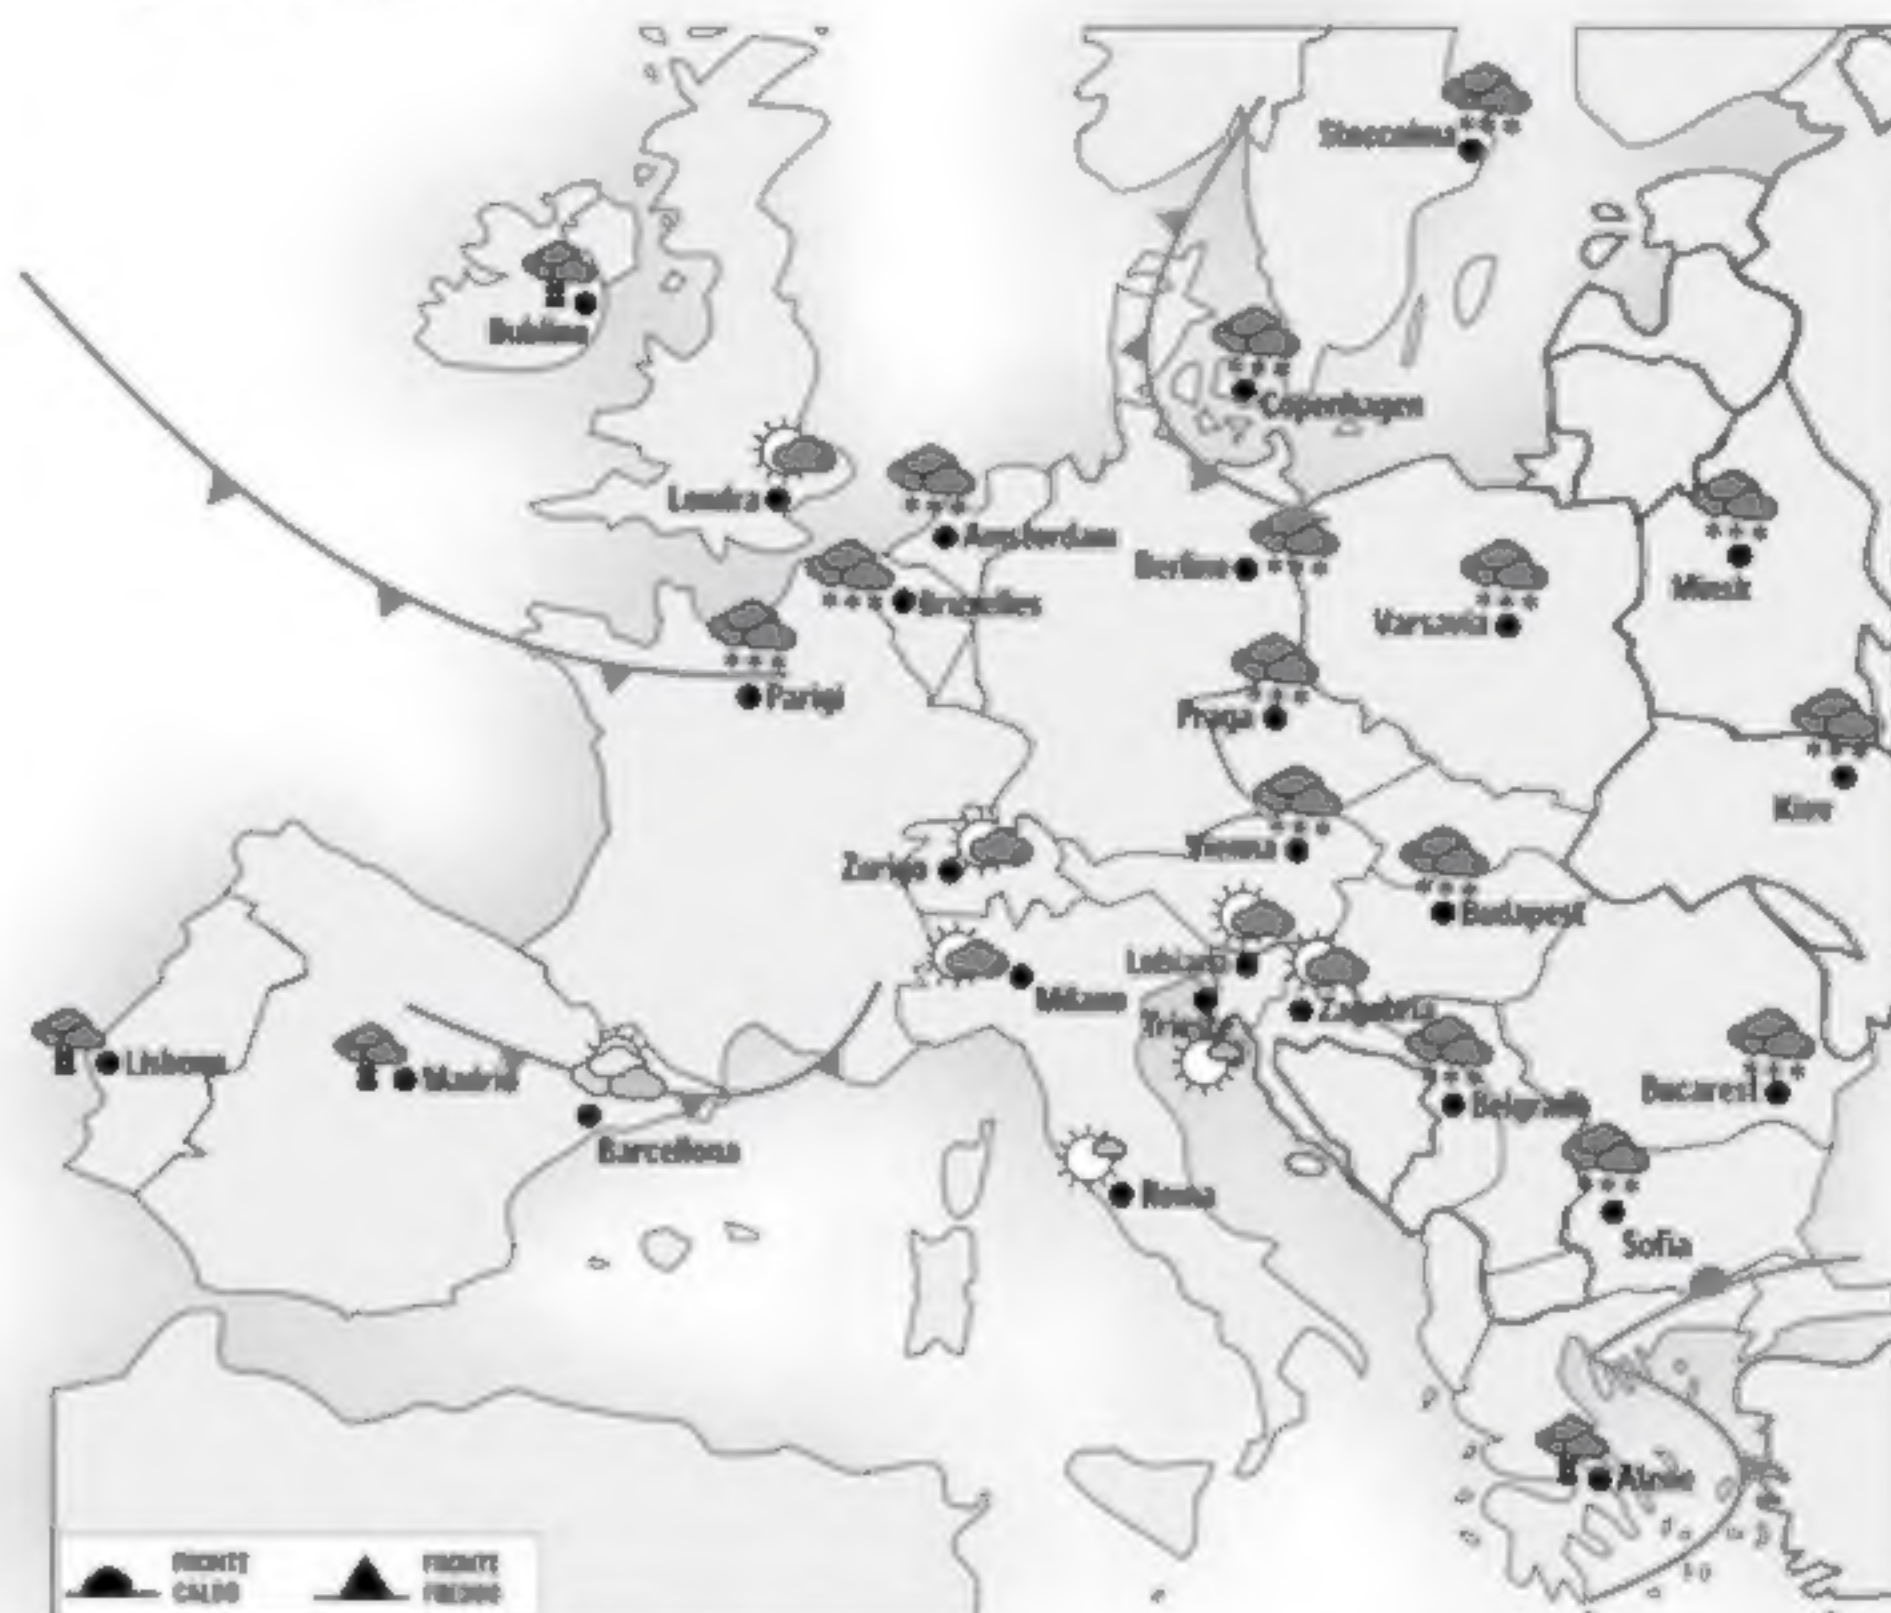 Stoccolma
Dublino
Copenhagen
Londra
Amsterdam
Berlino
Bruxelles
Minsk
Varsavia
Parigi
Praga
Kiev
Vienna
Zurigo
Budapest
Lubiana
Milano
Zagabria
Trieste
Lisbona
Madrid
Belgrado
Bucarest
Barcellona
Roma
Sofia
Atene
FRONTE
CALDO
FRONTE
FREDDO